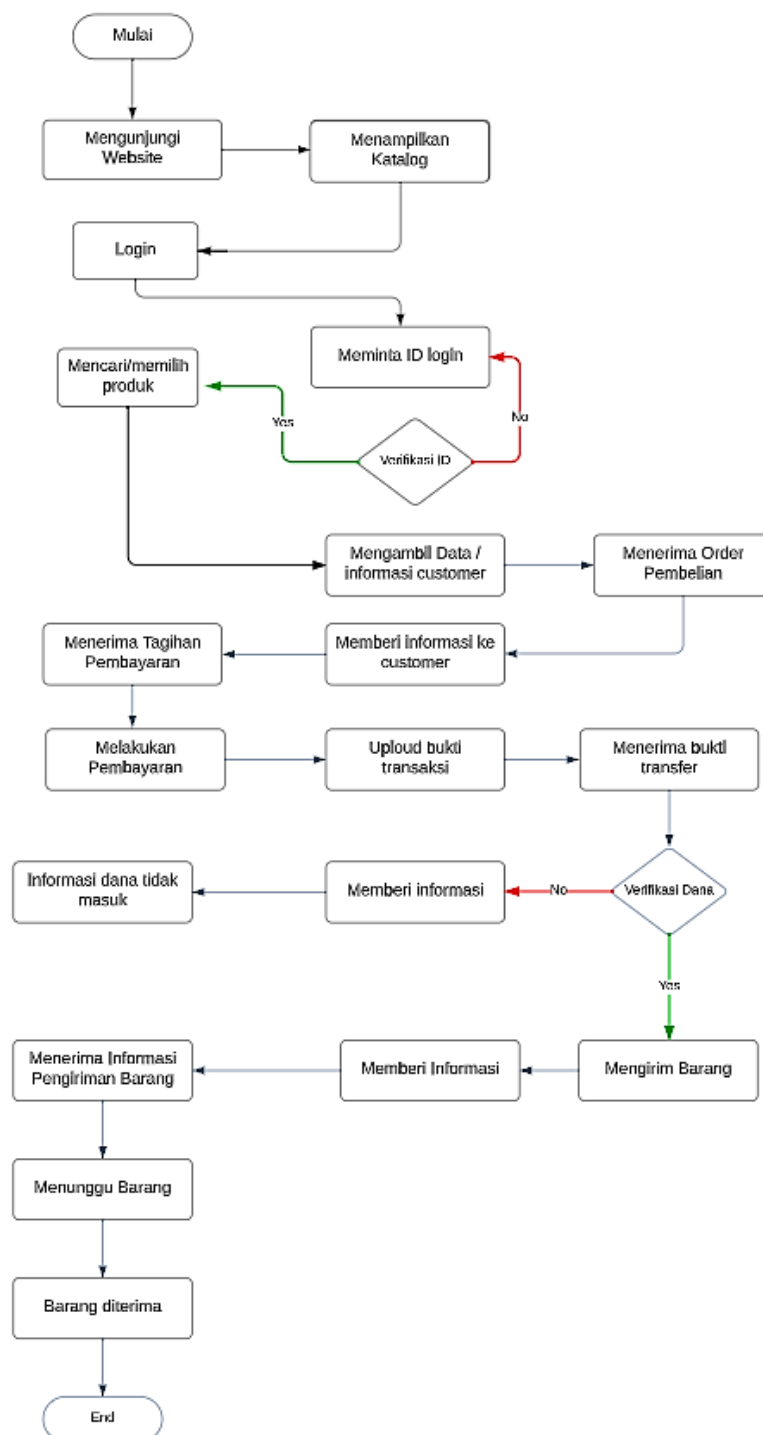 Mulai
Mengunjungi
Website
Menampilkan
Katalog
Login
Meminta ID login
Mencari/memilih
produk
Yes
No
Verifikasi ID
Mengambil Data /
informasi customer
Menerima Order
Pembelian
Menerima Tagihan
Pembayaran
Memberi informasi ke
customer
Melakukan
Pembayaran
Uploud bukti
transaksi
Menerima bukti
transfer
Informasi dana tidak
masuk
Memberi informasi
No
Verifikasi Dana
Yes
Menerima Informasi
Pengiriman Barang
Memberi Informasi
Mengirim Barang
Menunggu Barang
Barang diterima
End